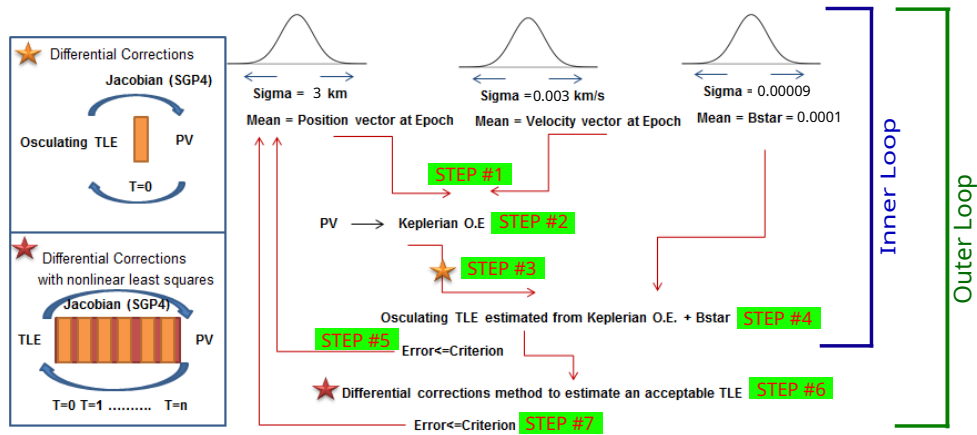 Differential Corrections
Jacobian (SGP4)
Osculating TLE
PV
T=0
Differential Corrections
with nonlinear least squares
Jacobian (SGP4)
TLE
PV
T=0 T=1 .......... T=n
Sigma = 3 km
Mean = Position vector at Epoch
Sigma =0.003 km/s
Mean = Velocity vector at Epoch
Sigma = 0.00009
Mean = Bstar = 0.0001
STEP #1
PV
Keplerian O.E
STEP #2
STEP #3
Osculating TLE estimated from Keplerian O.E. + Bstar
STEP #4
STEP #5
Error<=Criterion
Differential corrections method to estimate an acceptable TLE
STEP #6
Error<=Criterion
STEP #7
Inner Loop
Outer Loop